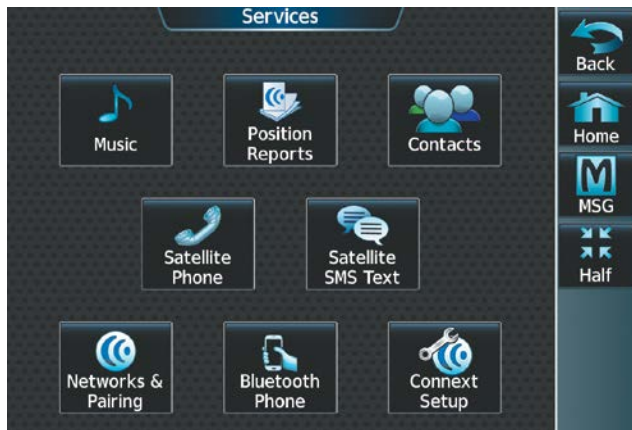 Services
Back
Music
Position
Reports
Contacts
Home
MSG
Satellite
Phone
Satellite
SMS Text
Half
Networks &
Pairing
Bluetooth
Phone
Connext
Setup